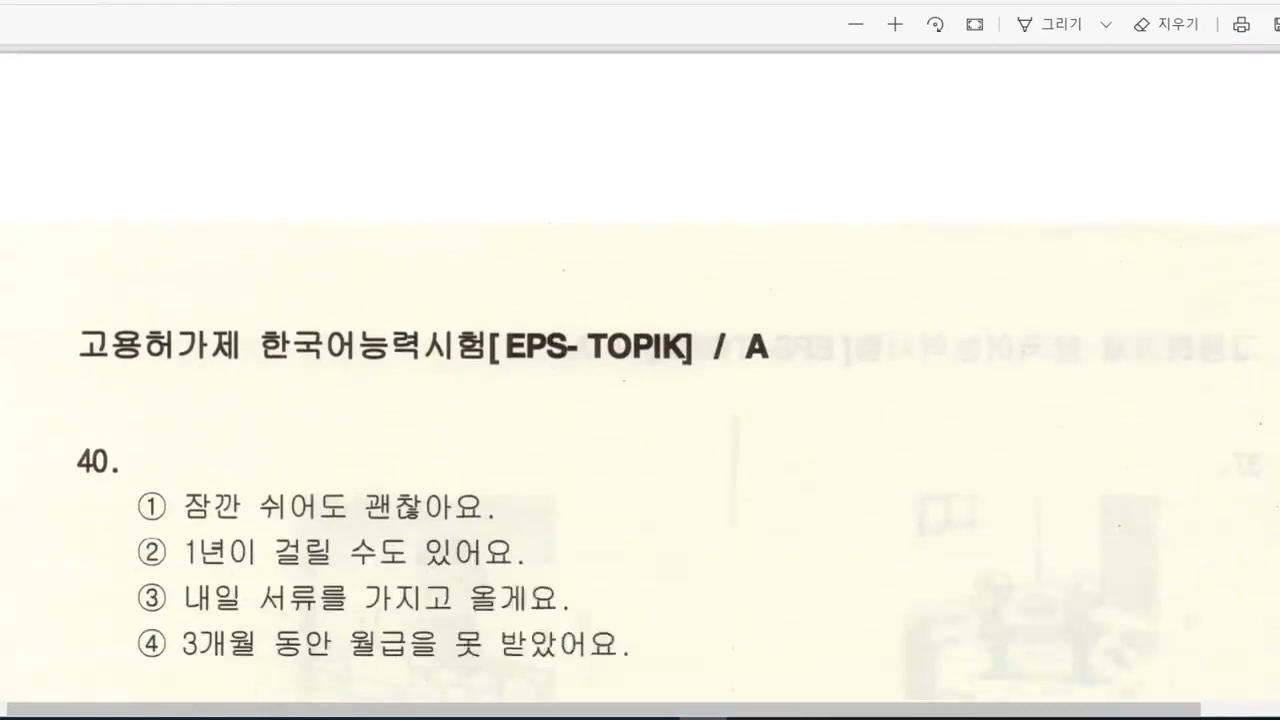 그리기
지우기
고용허가제 한국어능력시험[EPS- TOPIK] / A
40.
① 잠깐 쉬어도 괜찮아요.
② 1년이 걸릴 수도 있어요.
③ 내일 서류를 가지고 올게요.
④ 3개월 동안 월급을 못 받았어요.